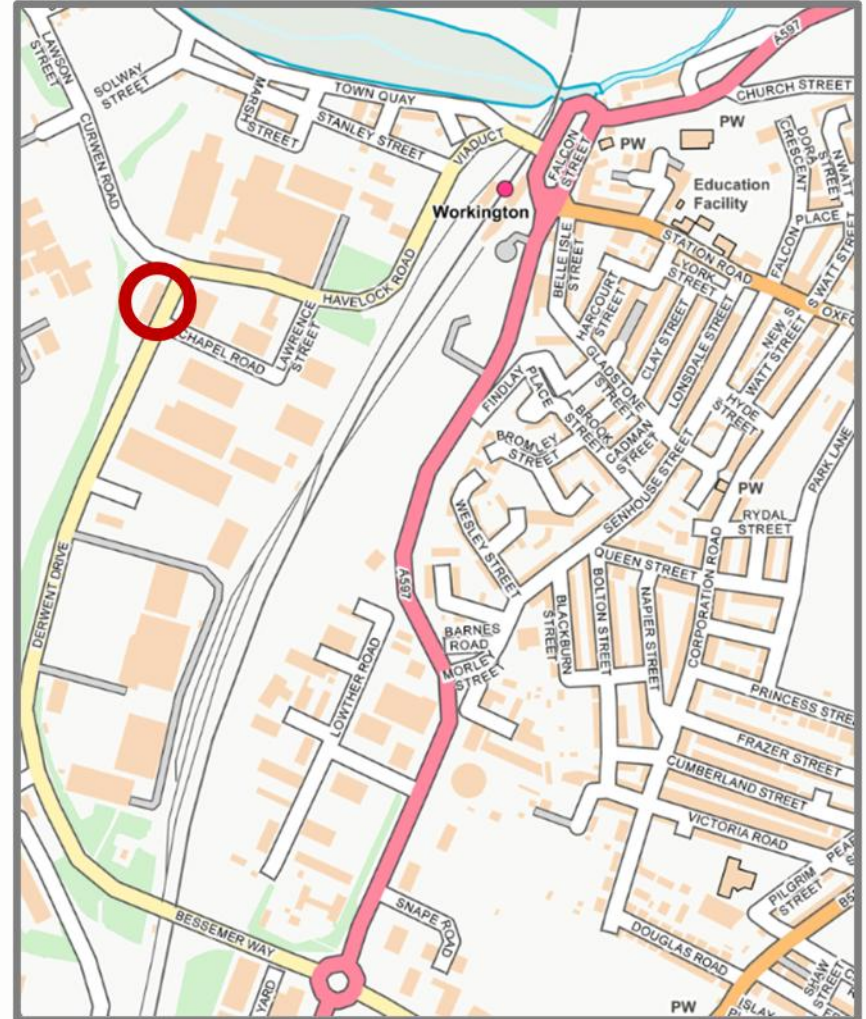 LAWSON
STREET
SOLWAY
STREET
CURWEN ROAD
MARSH
STREET
TOWN QUAY
STANLEY STREET
VIADUCT
A597
CHURCH STREET
FALCON
STREET
PW
PW
Workington
Education
Facility
DORA
CRESCENT
STREET
N WATT
STREET
PLACE
FALCON
S WATT STREET
STATION ROAD
YORK
STREET
BELLE ISLE
STREET
HARCOURT
STREET
CLAY STREET
LONSDALE STREET
NEW S
WATT STREET
HAVELOCK ROAD
LAWRENCE
STREET
CHAPEL ROAD
GLADSTONE
STREET
HYDE
STREET
FINDLAY
PLACE
BROOK
STREET
CADMAN
STREET
BROMLEY
STREET
SENHOUSE STREET
PARK LANE
PW
RYDAL
STREET
WESLEY STREET
QUEEN STREET
DERWENT DRIVE
A597
BARNES
ROAD
MORLEY
STREET
BLACKBURN
STREET
BOLTON STREET
NAPIER STREET
CORPORATION ROAD
LOWTHER ROAD
PRINCESS STRE
FRAZER STREET
CUMBERLAND STREET
VICTORIA ROAD
PILGRIM
STREET
BESSEMER WAY
SNAPE ROAD
DOUGLAS ROAD
SHAW
STREET
YARD
PW
ISLAY